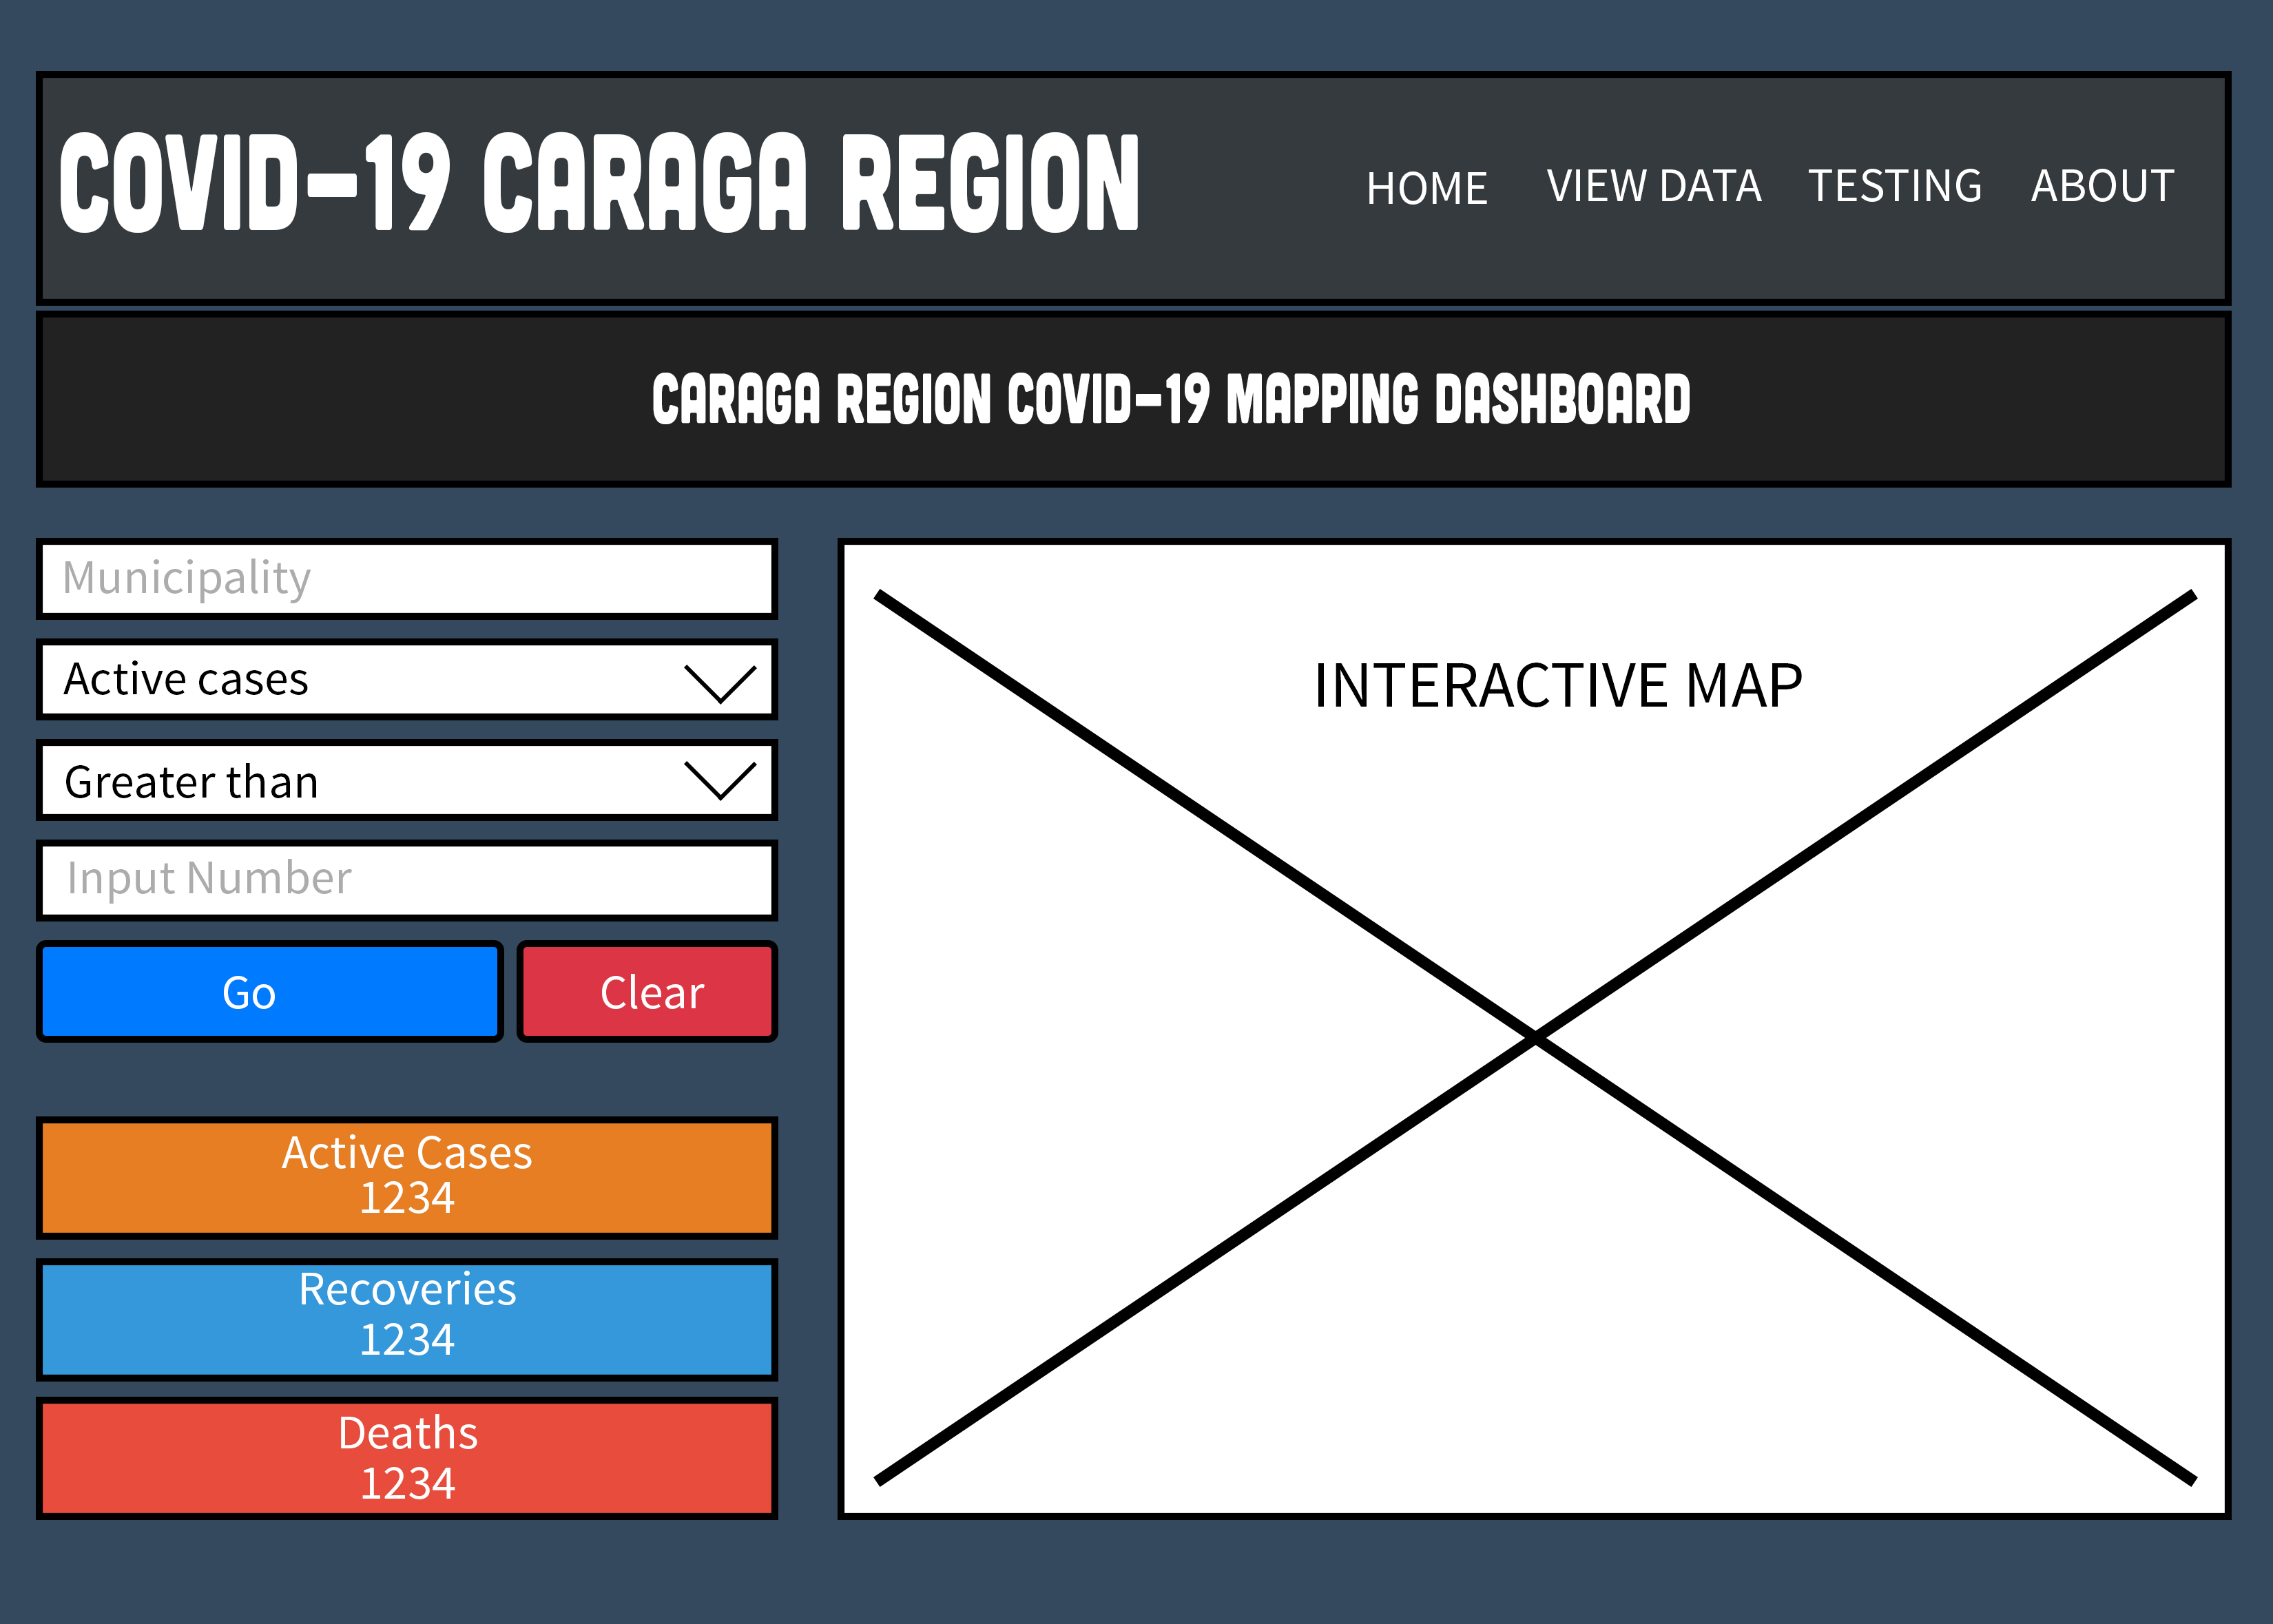 COVID-19 CARAGA REGION
HOME VIEW DATA TESTING ABOUT
CARAGA REGION COVID-19 MAPPING DASHBOARD
Municipality
Active cases
Greater than
Input Number
Go Clear
Active Cases
1234
Recoveries
1234
Deaths
1234
INTERACTIVE MAP